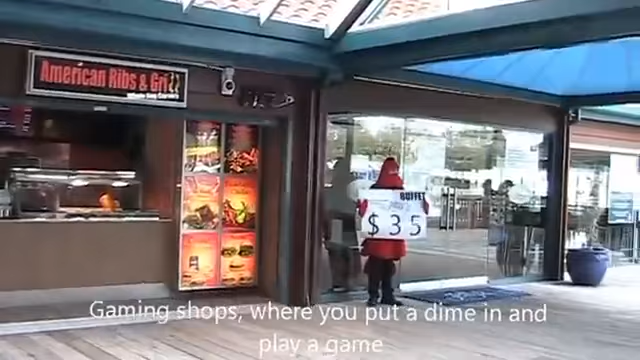 American Ribs & Grill
BUFFET
$35
Gaming shops, where you put a dime in and
play a game